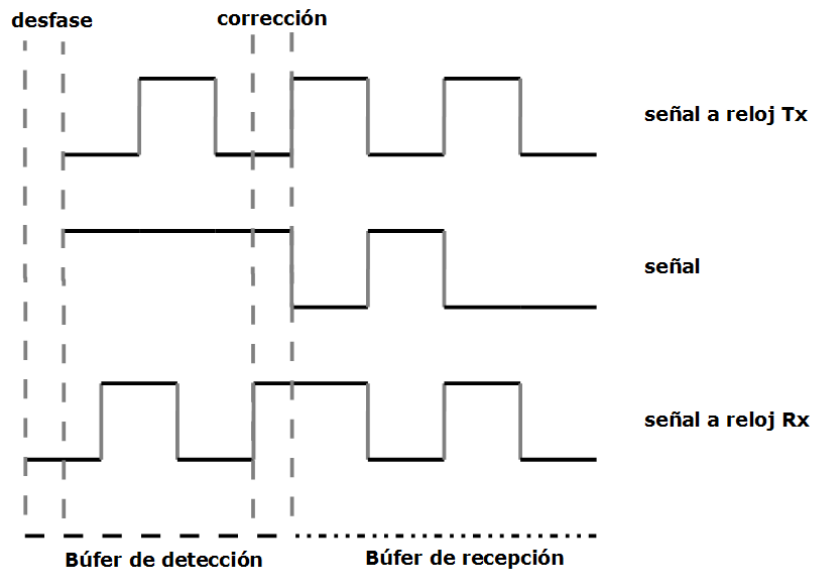 desfase
corrección
señal a reloj Tx
señal
señal a reloj Rx
Búfer de detección
Búfer de recepción